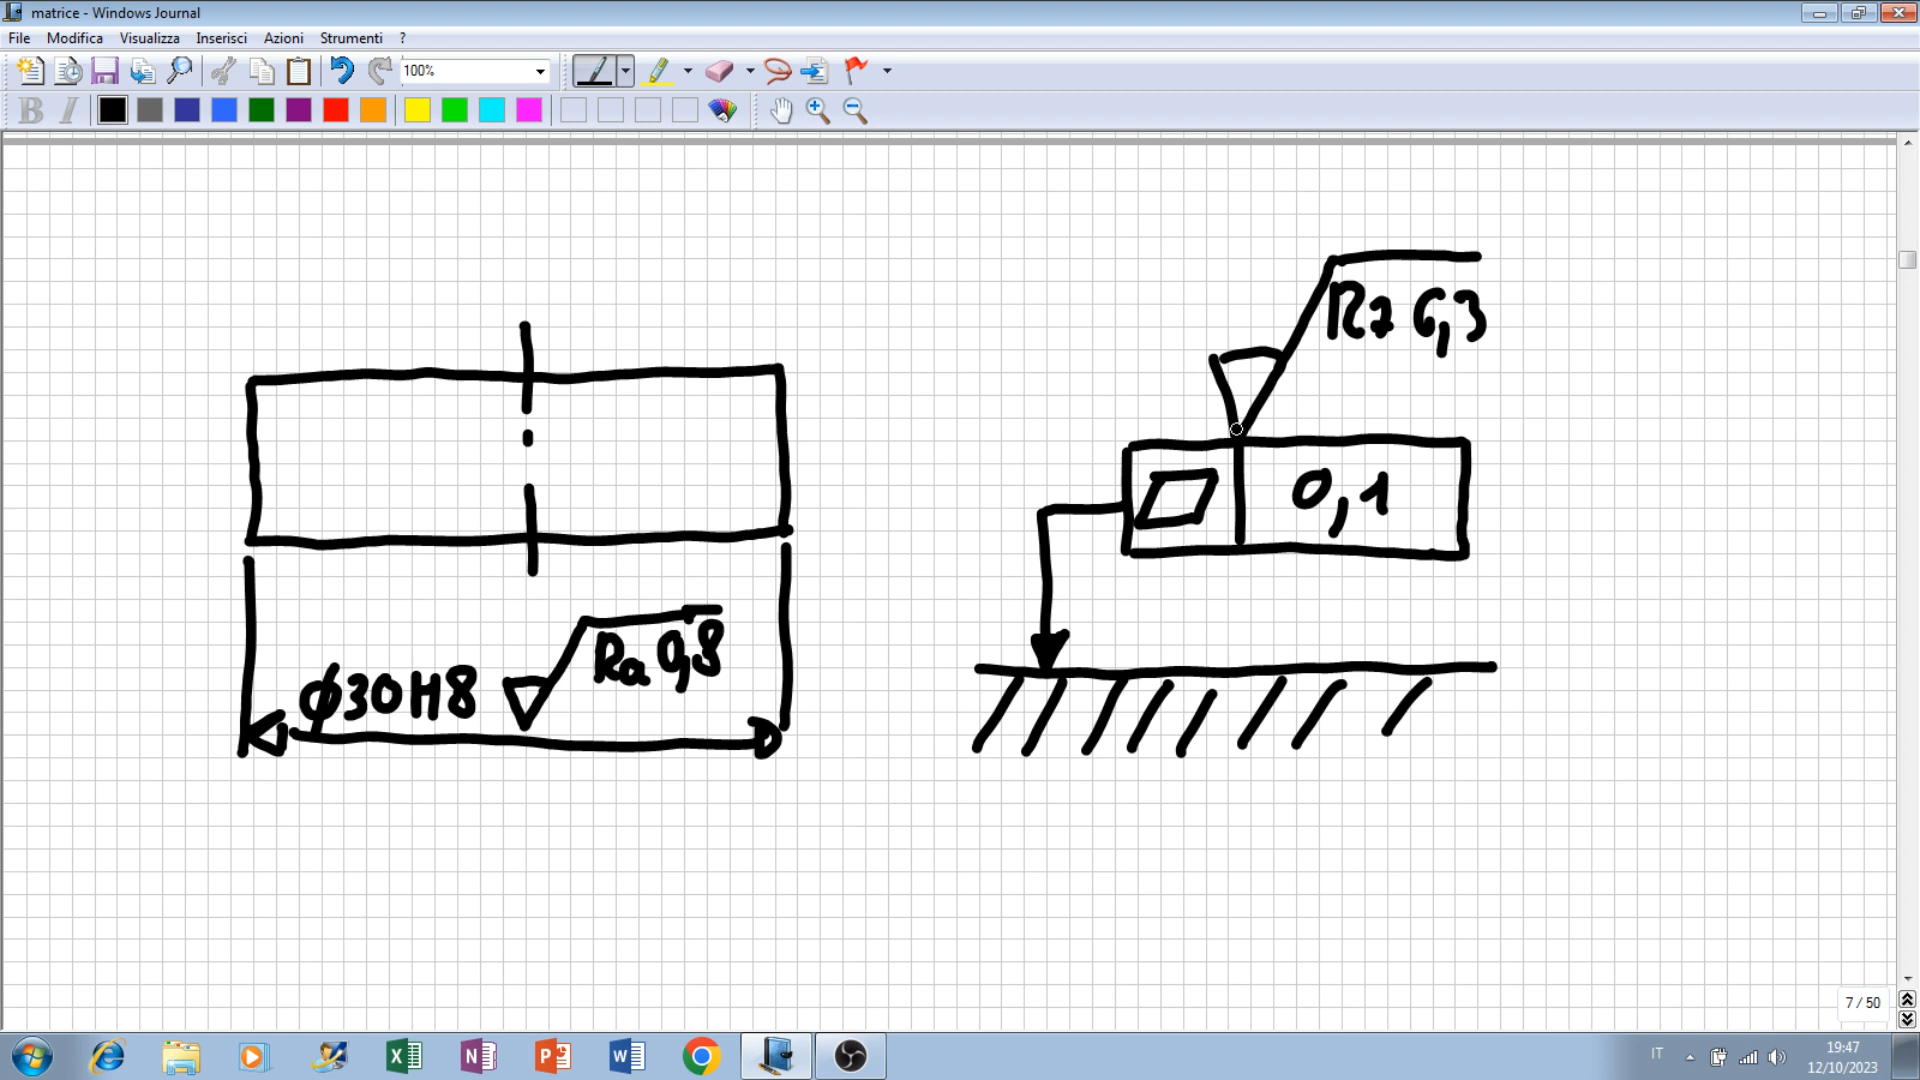 matrice - Windows Journal
File Modifica Visualizza Inserisci Azioni Strumenti ?
100%
B I
Rz 6,3
0,1
Ra 0,8
φ30H8
7 / 50
IT
19:47
12/10/2023